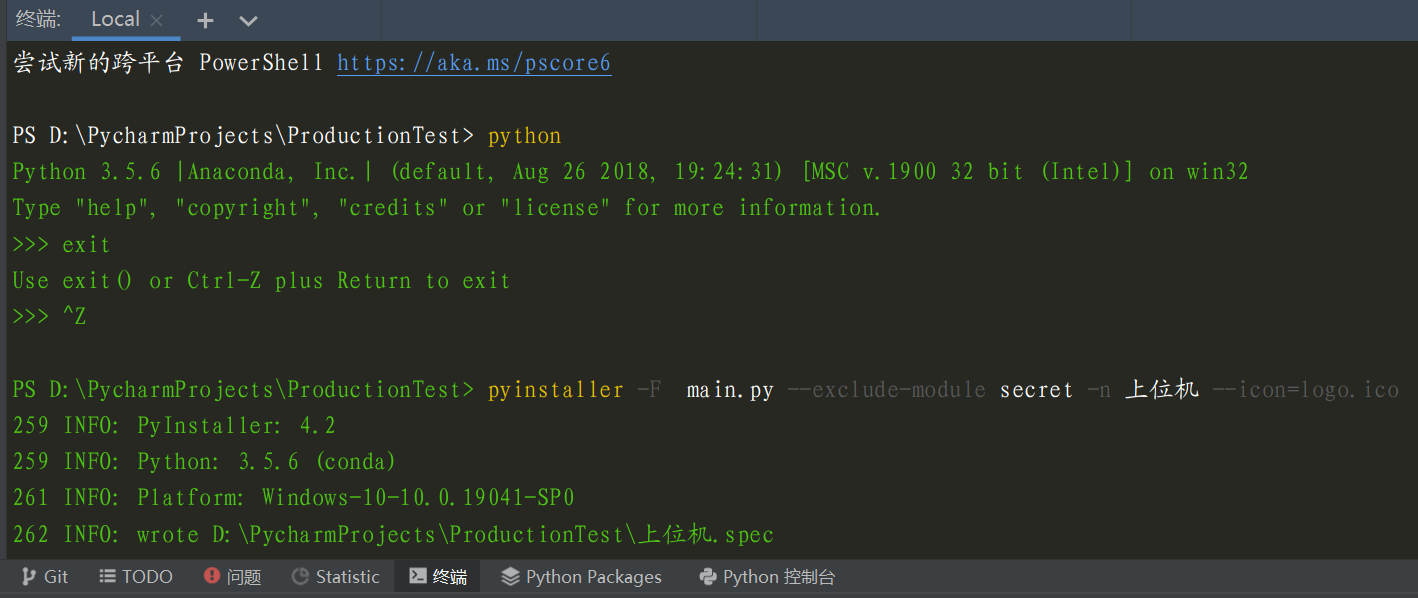 终端: Local × +
尝试新的跨平台 PowerShell https://aka.ms/pscore6
PS D:\PycharmProjects\ProductionTest> python
Python 3.5.6 |Anaconda, Inc.| (default, Aug 26 2018, 19:24:31) [MSC v.1900 32 bit (Intel)] on win32
Type "help", "copyright", "credits" or "license" for more information.
>>> exit
Use exit() or Ctrl-Z plus Return to exit
>>> ^Z
PS D:\PycharmProjects\ProductionTest> pyinstaller -F  main.py --exclude-module secret -n 上位机 --icon=logo.ico
259 INFO: PyInstaller: 4.2
259 INFO: Python: 3.5.6 (conda)
261 INFO: Platform: Windows-10-10.0.19041-SP0
262 INFO: wrote D:\PycharmProjects\ProductionTest\上位机.spec
Git TODO 问题 Statistic 终端 Python Packages Python 控制台